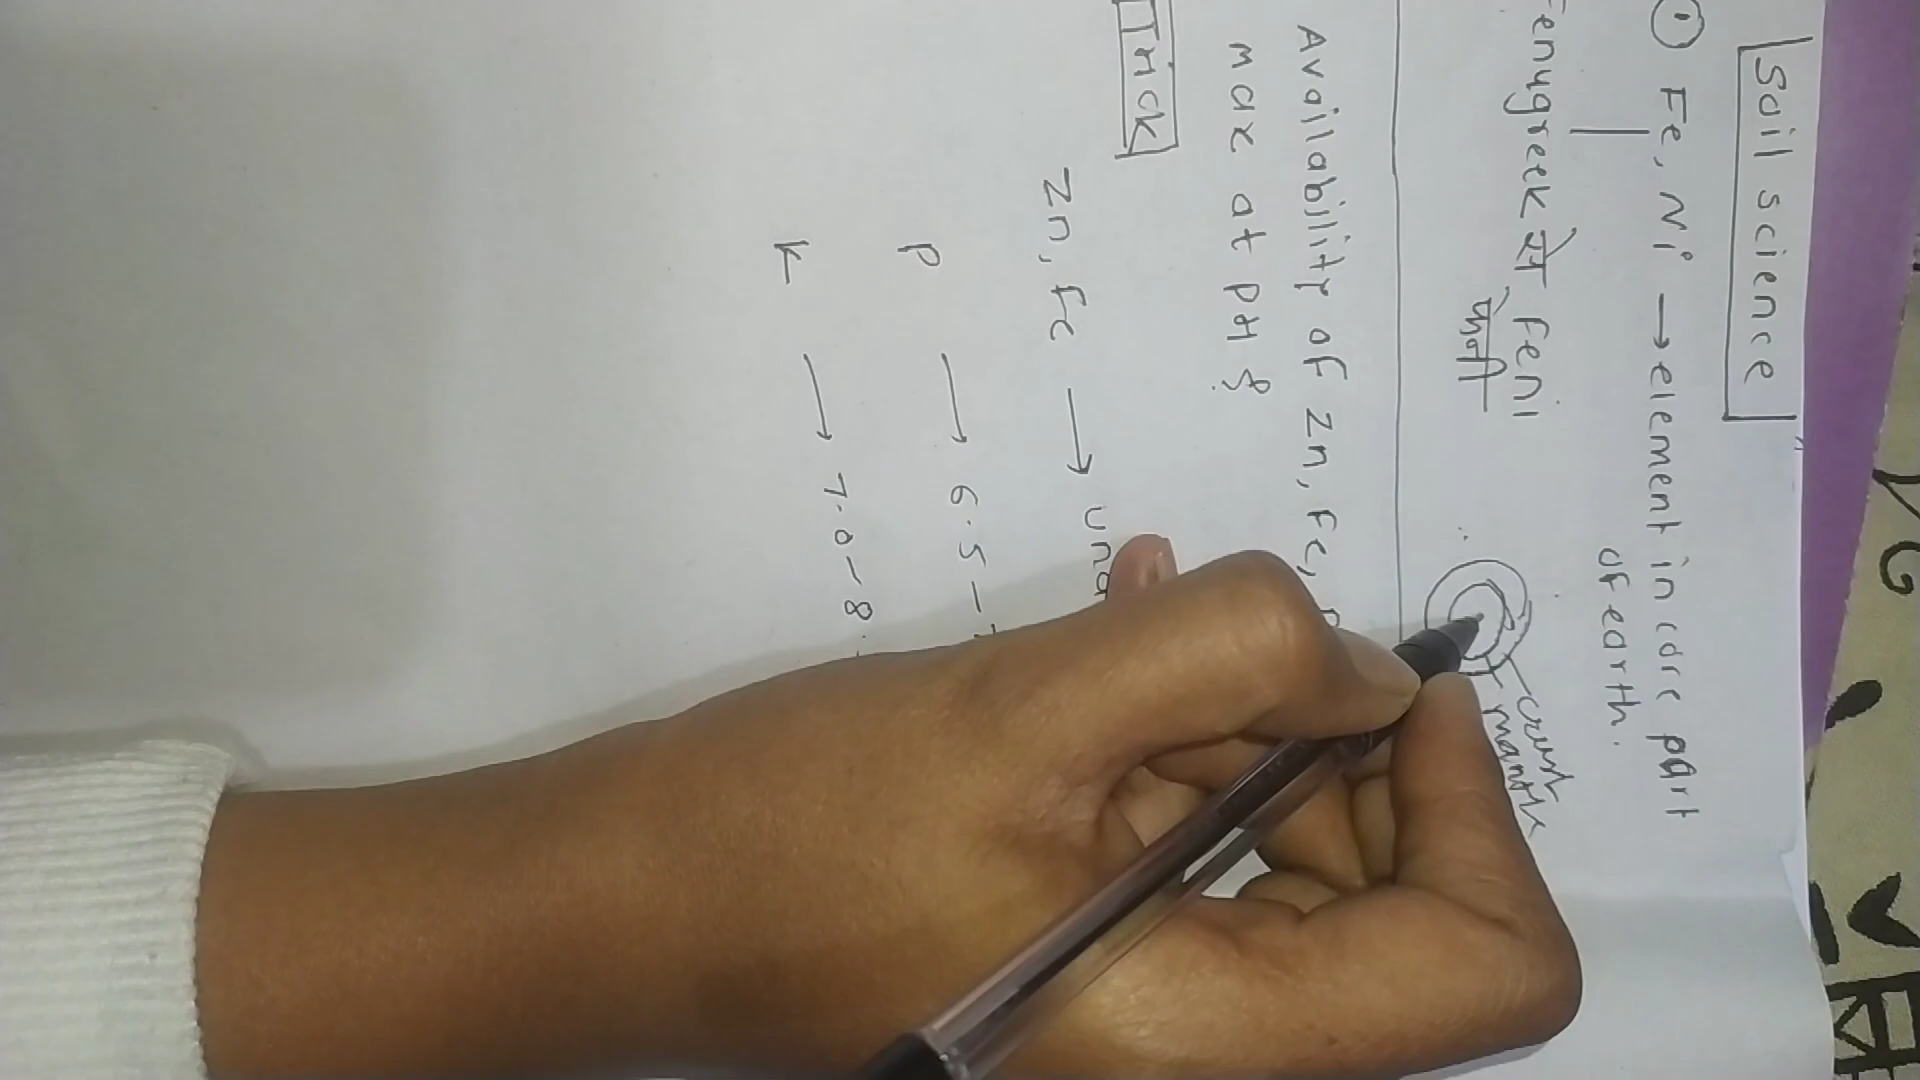 Soil science
① Fe, Ni → element in core part
of earth.
Fenugreek से Feni
crust
mantle
Availability of Zn, Fe,
max at pH :
Trick
Zn, Fe →
P → 6.5 –
K → 7.0 – 8.